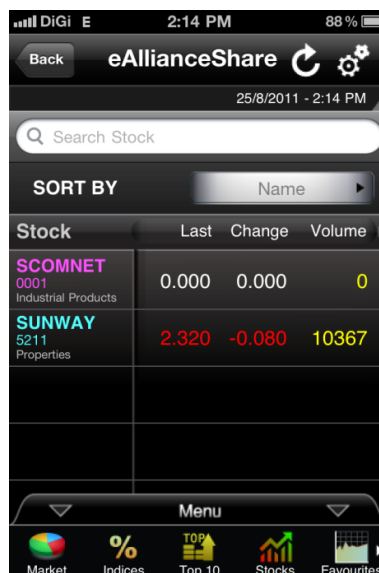 DiGi E 2:14 PM 88%
Back eAllianceShare
25/8/2011 - 2:14 PM
Search Stock
SORT BY Name
Stock Last Change Volume
SCOMNET
0001 0.000 0.000 0
Industrial Products
SUNWAY
5211 2.320 -0.080 10367
Properties
Menu
% TOP
Market Indices Top 10 Stocks Favourites